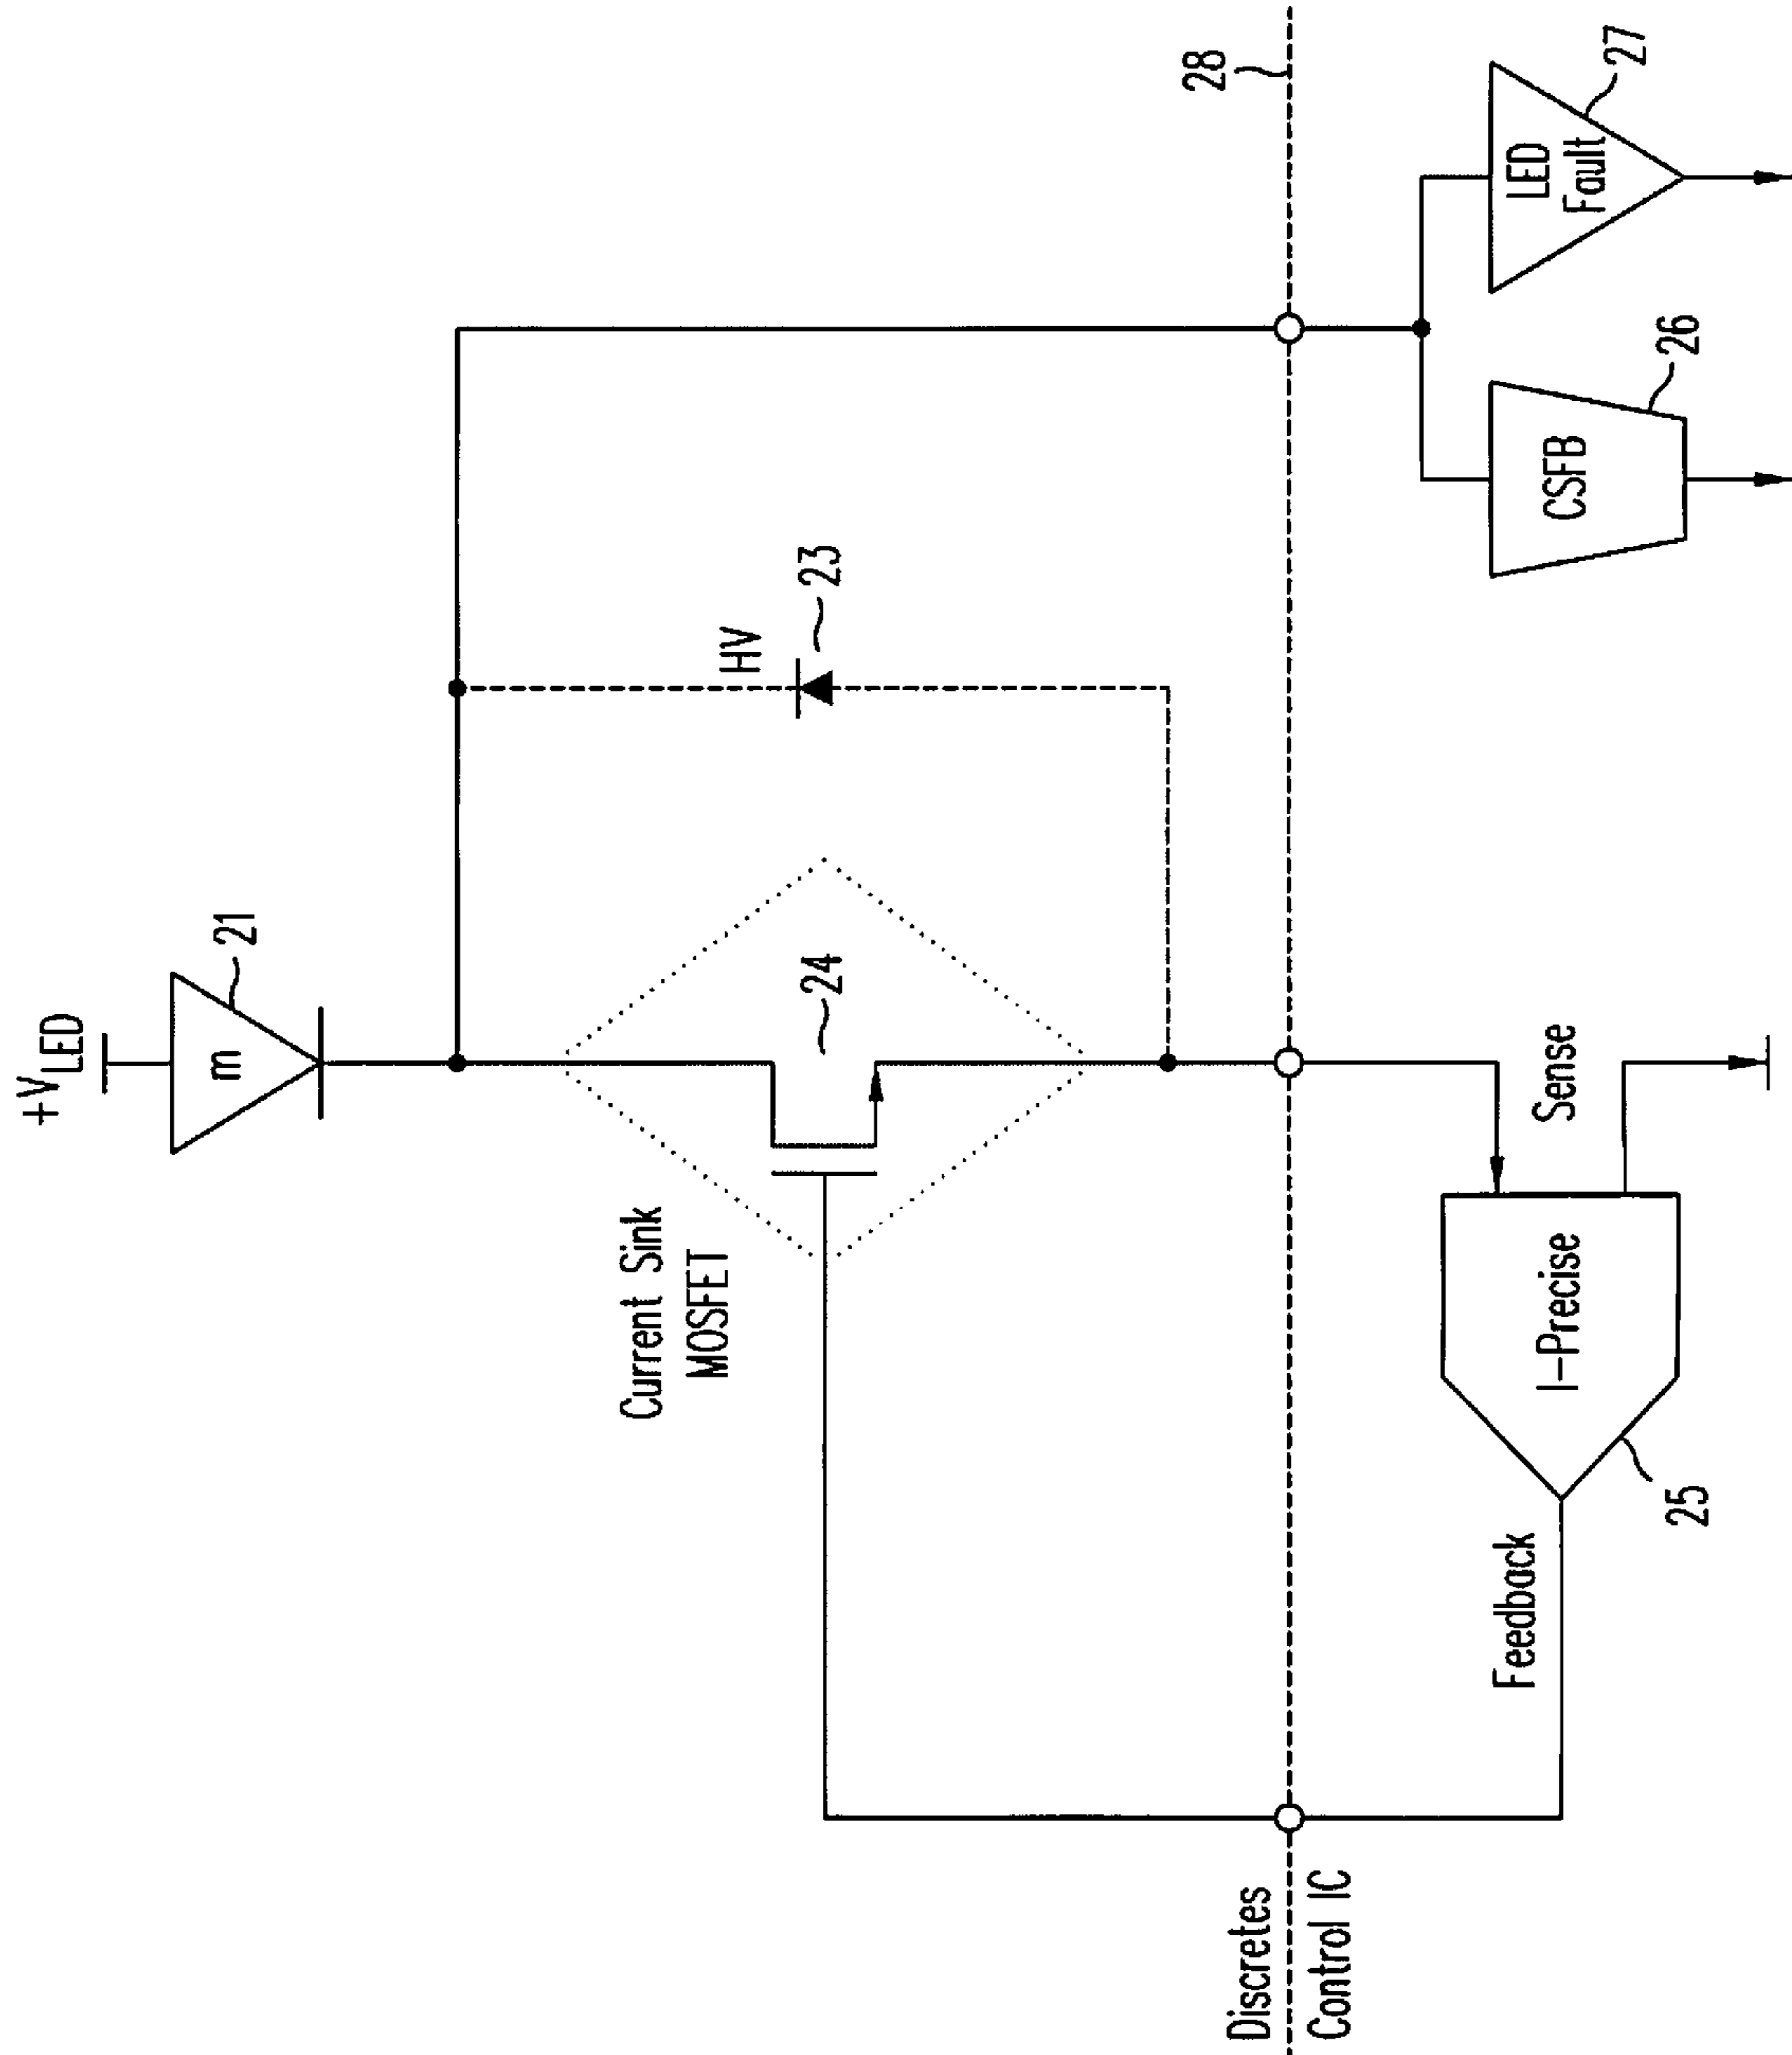 +VLED
m
21
Current Sink
MOSFET
24
HV
23
28
Discretes
Control IC
Feedback
I-Precise
25
Sense
CSFB
26
LED
Fault
27